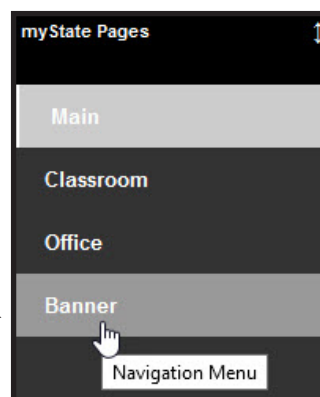 myState Pages
Main
Classroom
Office
Banner
Navigation Menu